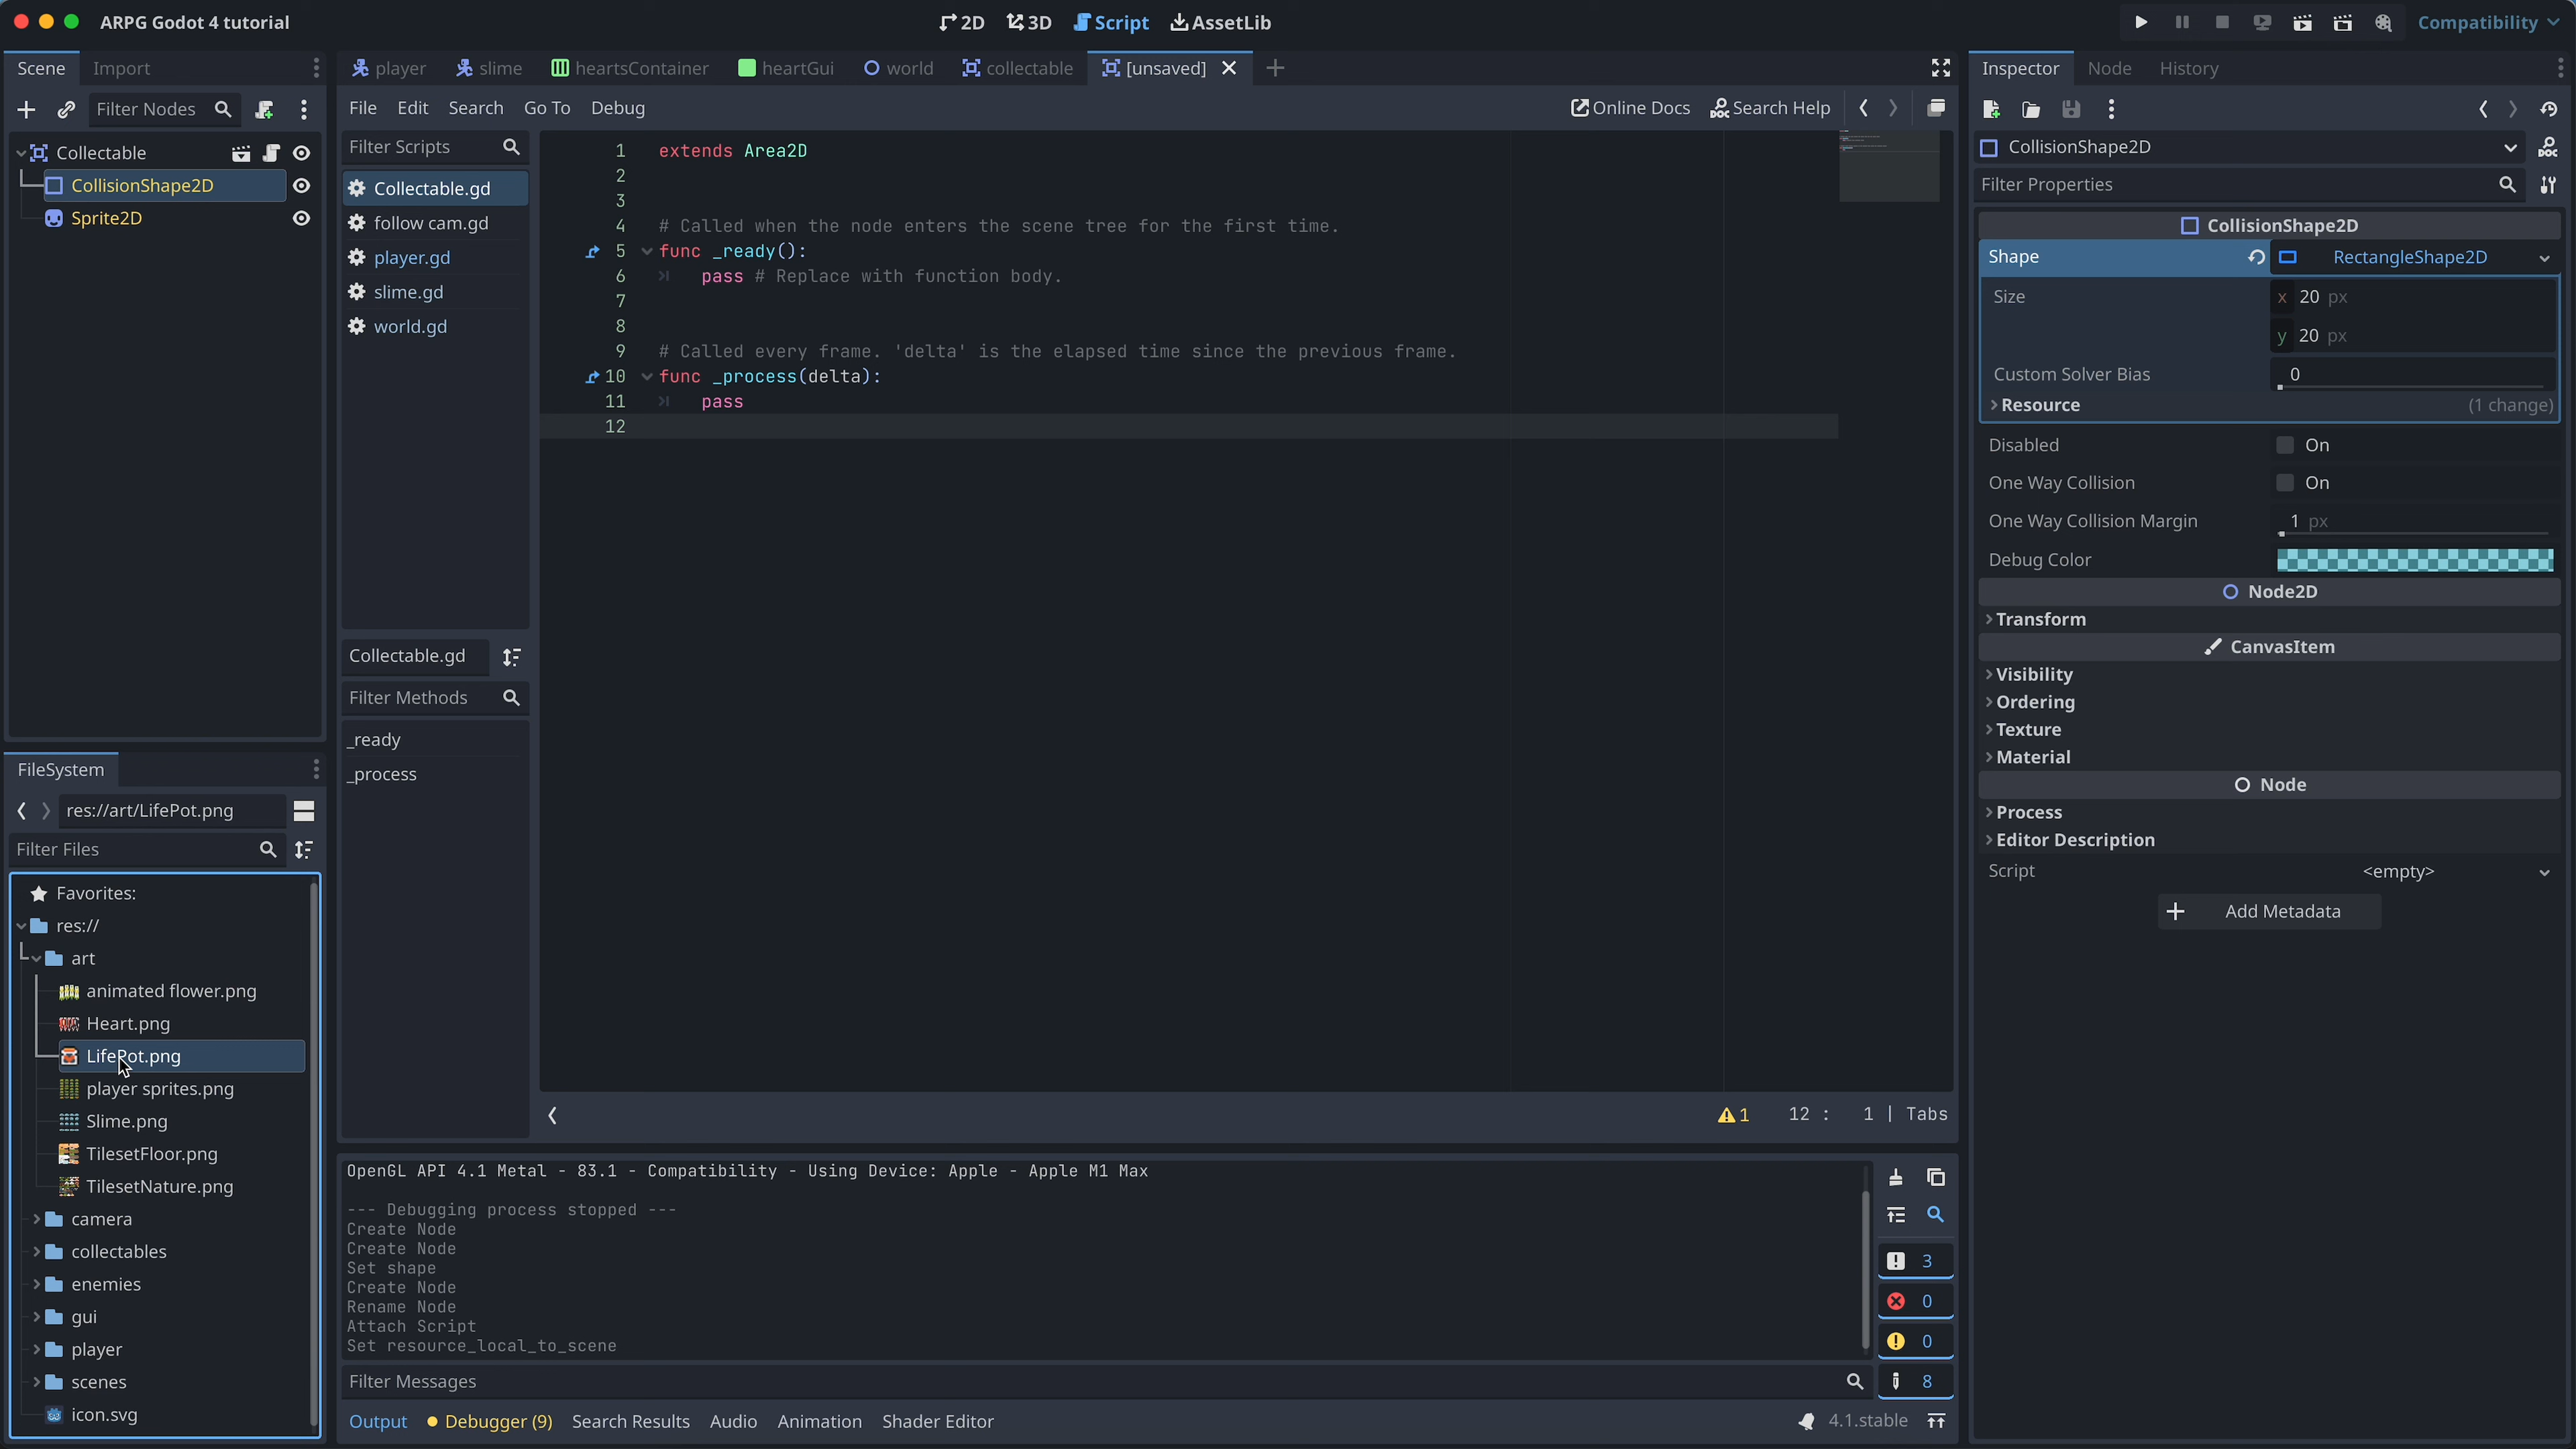 ARPG Godot 4 tutorial
2D 3D Script AssetLib
Compatibility
Scene Import
Filter Nodes
Collectable
CollisionShape2D
Sprite2D
FileSystem
res://art/LifePot.png
Filter Files
Favorites:
res://
art
animated flower.png
Heart.png
LifePot.png
player sprites.png
Slime.png
TilesetFloor.png
TilesetNature.png
camera
collectables
enemies
gui
player
scenes
icon.svg
player slime heartsContainer heartGui world collectable [unsaved]
File Edit Search Go To Debug
Online Docs Search Help
Filter Scripts
Collectable.gd
follow cam.gd
player.gd
slime.gd
world.gd
Collectable.gd
Filter Methods
_ready
_process
1 extends Area2D
2
3
4 # Called when the node enters the scene tree for the first time.
5 func _ready():
6 pass # Replace with function body.
7
8
9 # Called every frame. 'delta' is the elapsed time since the previous frame.
10 func _process(delta):
11 pass
12
1 12 : 1 | Tabs
OpenGL API 4.1 Metal - 83.1 - Compatibility - Using Device: Apple - Apple M1 Max
--- Debugging process stopped ---
Create Node
Create Node
Set shape
Create Node
Rename Node
Attach Script
Set resource_local_to_scene
3
0
0
8
Filter Messages
Output Debugger (9) Search Results Audio Animation Shader Editor
4.1.stable
Inspector Node History
CollisionShape2D
DOC
Filter Properties
CollisionShape2D
Shape RectangleShape2D
Size x 20 px
y 20 px
Custom Solver Bias 0
Resource (1 change)
Disabled On
One Way Collision On
One Way Collision Margin 1 px
Debug Color
Node2D
Transform
CanvasItem
Visibility
Ordering
Texture
Material
Node
Process
Editor Description
Script <empty>
Add Metadata